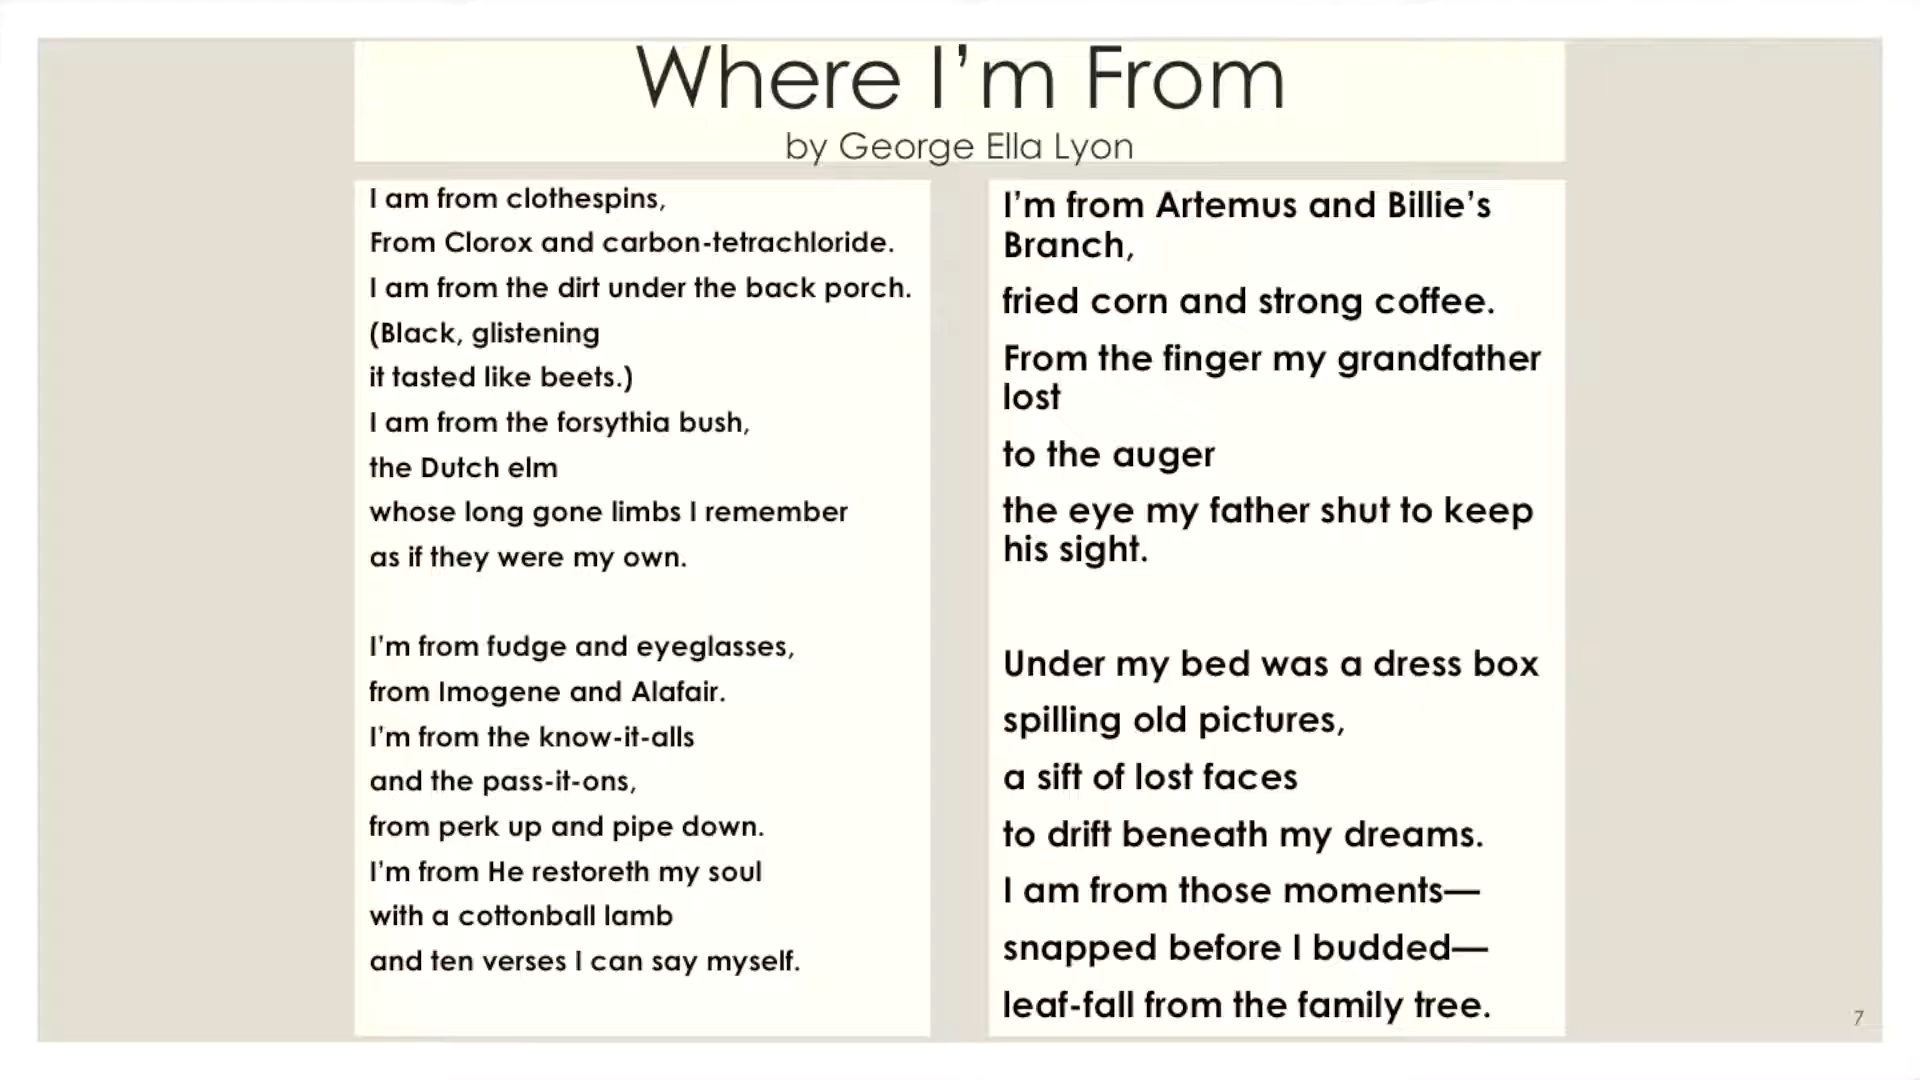 Where I'm From
by George Ella Lyon
I am from clothespins,
From Clorox and carbon-tetrachloride.
I am from the dirt under the back porch.
(Black, glistening
it tasted like beets.)
I am from the forsythia bush,
the Dutch elm
whose long gone limbs I remember
as if they were my own.
I'm from fudge and eyeglasses,
from Imogene and Alafair.
I'm from the know-it-alls
and the pass-it-ons,
from perk up and pipe down.
I'm from He restoreth my soul
with a cottonball lamb
and ten verses I can say myself.
I'm from Artemus and Billie's
Branch,
fried corn and strong coffee.
From the finger my grandfather
lost
to the auger
the eye my father shut to keep
his sight.
Under my bed was a dress box
spilling old pictures,
a sift of lost faces
to drift beneath my dreams.
I am from those moments—
snapped before I budded—
leaf-fall from the family tree.
7